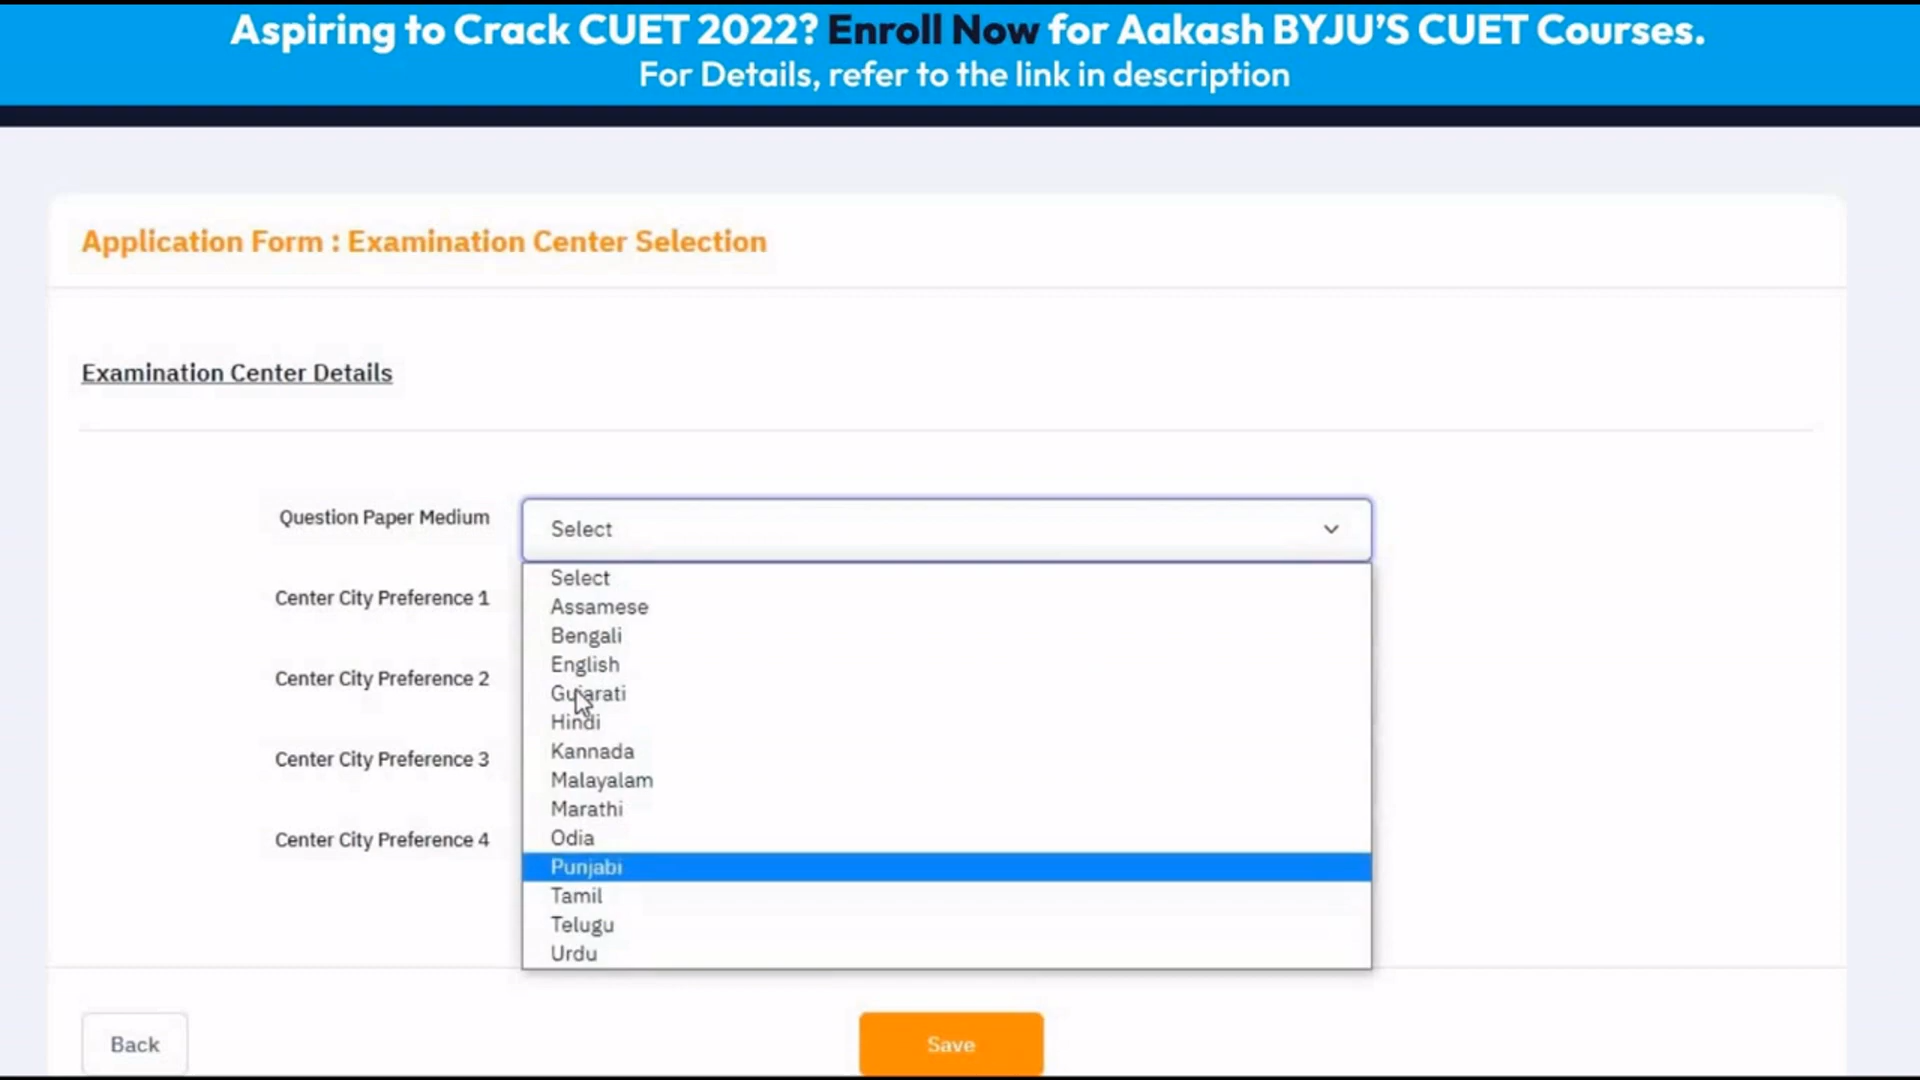 Aspiring to Crack CUET 2022? Enroll Now for Aakash BYJU'S CUET Courses.
For Details, refer to the link in description
Application Form : Examination Center Selection
Examination Center Details
Question Paper Medium
Select
Select
Assamese
Center City Preference 1
Bengali
English
Center City Preference 2
Gujarati
Hindi
Kannada
Center City Preference 3
Malayalam
Marathi
Odia
Center City Preference 4
Punjabi
Tamil
Telugu
Urdu
Back
Save